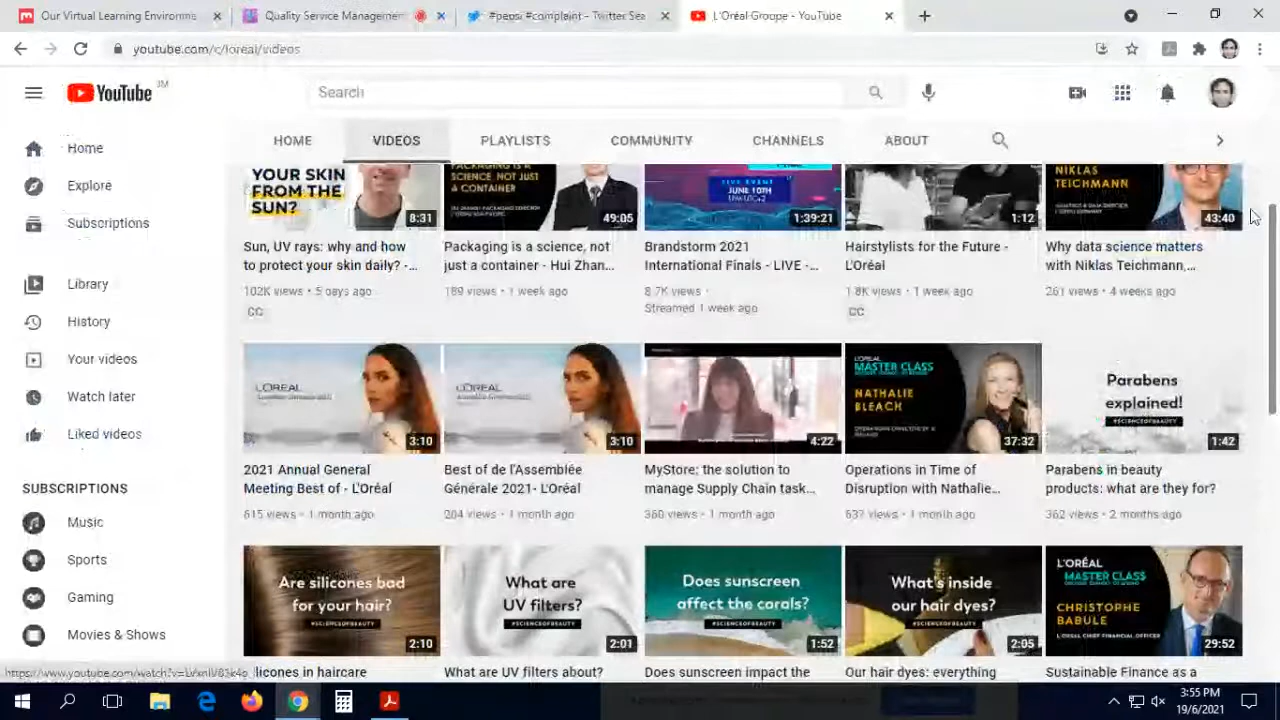 Our Virtual Learning Environme
Quality Service Managemen
#pepsi #complaint - Twitter Sea
L'Oréal Groupe - YouTube
youtube.com/c/loreal/videos
YouTube
JM
Search
Home
Explore
Subscriptions
Library
History
Your videos
Watch later
Liked videos
SUBSCRIPTIONS
Music
Sports
Gaming
Movies & Shows
HOME
VIDEOS
PLAYLISTS
COMMUNITY
CHANNELS
ABOUT
YOUR SKIN
FROM THE
SUN?
8:31
PACKAGING IS A
SCIENCE, NOT JUST
A CONTAINER
49:05
LIVE EVENT
JUNE 10TH
1:39:21
1:12
NIKLAS
TEICHMANN
43:40
Sun, UV rays: why and how
to protect your skin daily? -...
102K views • 5 days ago
CC
Packaging is a science, not
just a container - Hui Zhan...
189 views • 1 week ago
Brandstorm 2021
International Finals - LIVE -...
8.7K views •
Streamed 1 week ago
Hairstylists for the Future -
L'Oréal
1.8K views • 1 week ago
CC
Why data science matters
with Niklas Teichmann,...
261 views • 4 weeks ago
L'ORÉAL
3:10
L'ORÉAL
3:10
4:22
L'ORÉAL
MASTER CLASS
NATHALIE
BLEACH
37:32
Parabens
explained!
#SCIENCEOFBEAUTY
1:42
2021 Annual General
Meeting Best of - L'Oréal
615 views • 1 month ago
Best of de l'Assemblée
Générale 2021- L'Oréal
204 views • 1 month ago
MyStore: the solution to
manage Supply Chain task...
360 views • 1 month ago
Operations in Time of
Disruption with Nathalie...
637 views • 1 month ago
Parabens in beauty
products: what are they for?
362 views • 2 months ago
Are silicones bad
for your hair?
#SCIENCEOFBEAUTY
2:10
What are
UV filters?
#SCIENCEOFBEAUTY
2:01
Does sunscreen
affect the corals?
#SCIENCEOFBEAUTY
1:52
What's inside
our hair dyes?
#SCIENCEOFBEAUTY
2:05
L'ORÉAL
MASTER CLASS
CHRISTOPHE
BABULE
L'ORÉAL CHIEF FINANCIAL OFFICER
29:52
licones in haircare
What are UV filters about?
Does sunscreen impact the
Our hair dyes: everything
Sustainable Finance as a
3:55 PM
19/6/2021